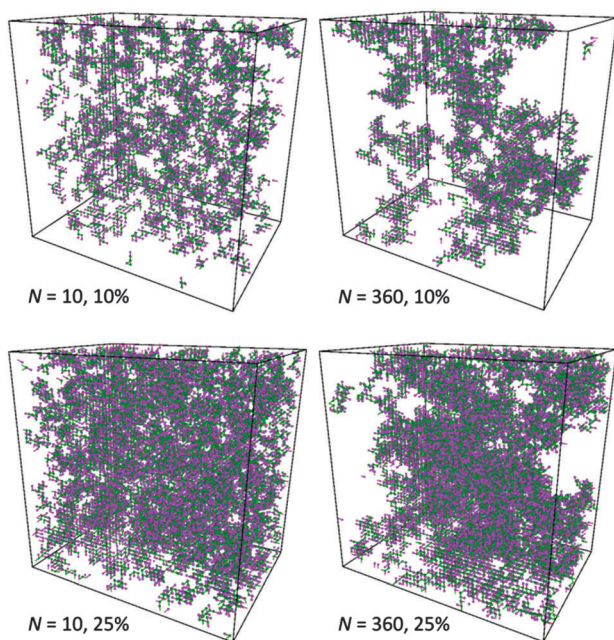 N = 10, 10%
N = 360, 10%
N = 10, 25%
N = 360, 25%